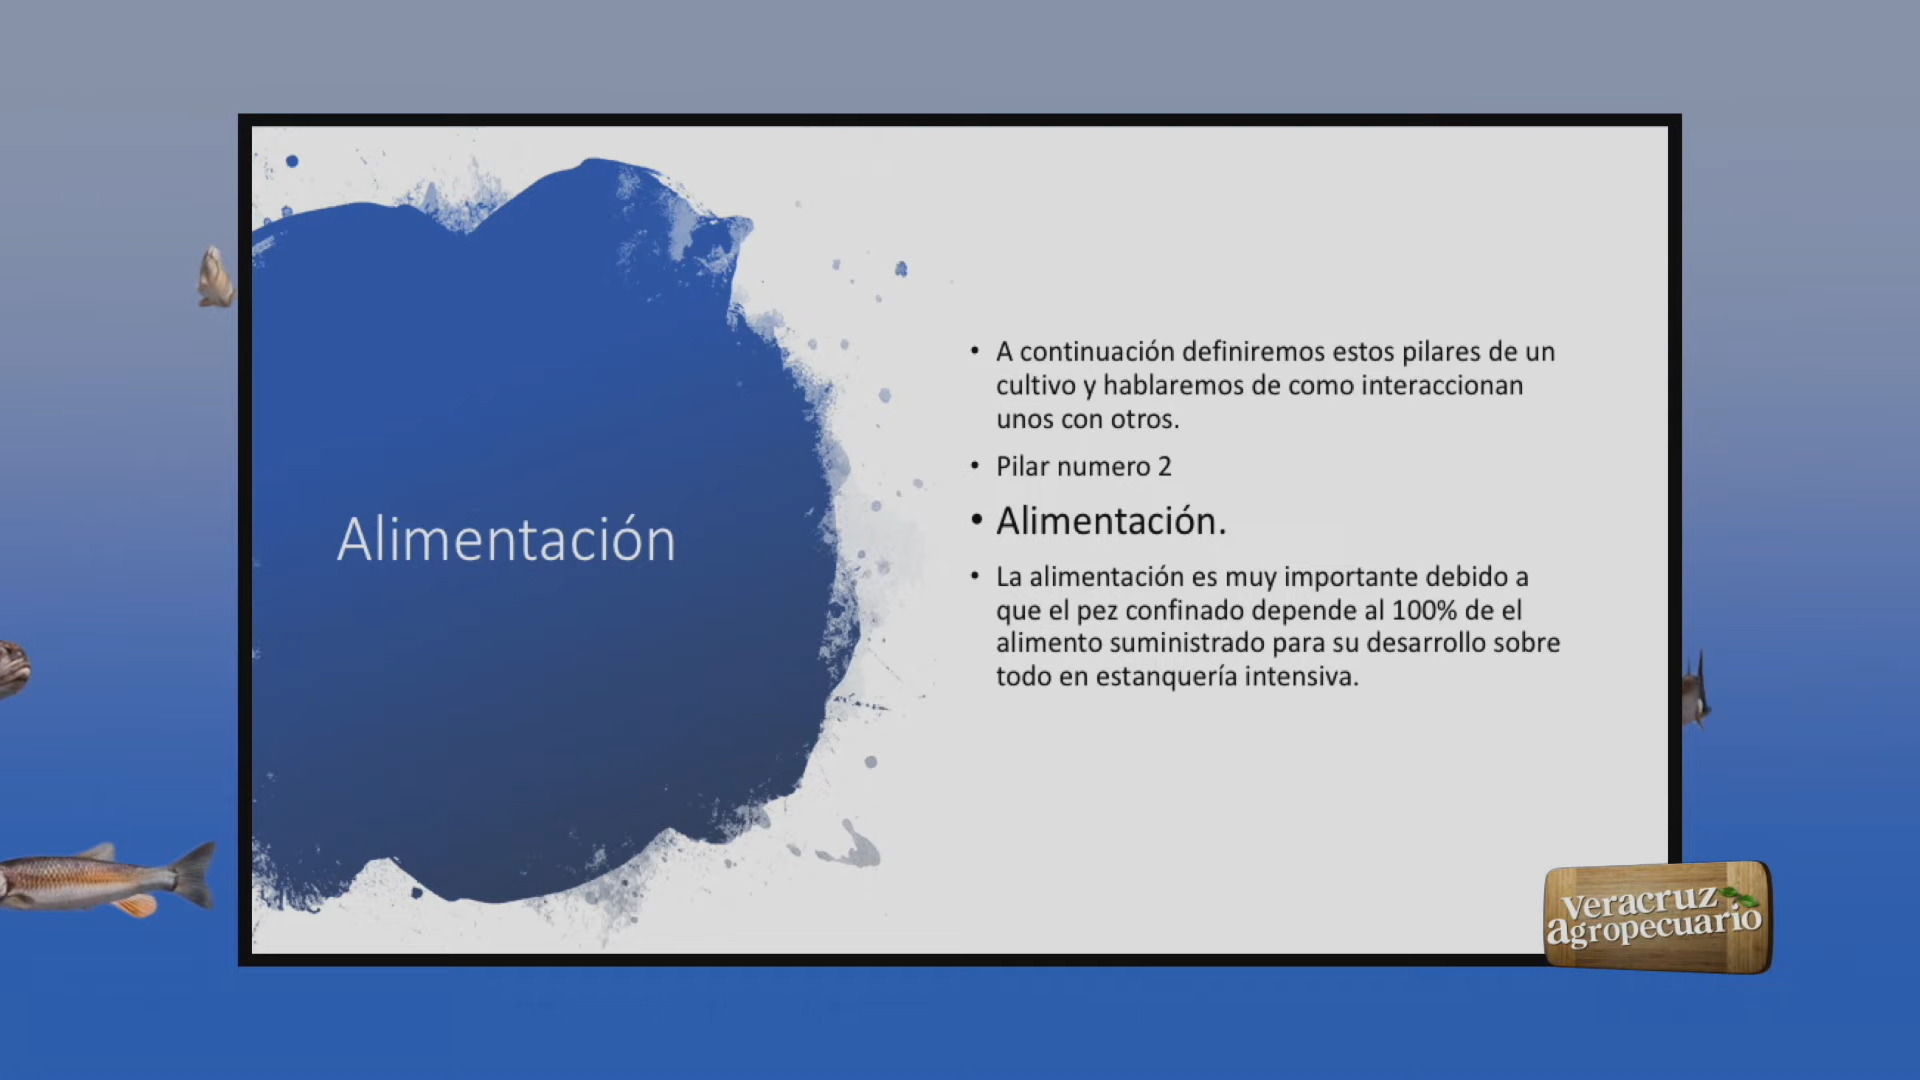 Alimentación
• A continuación definiremos estos pilares de un
cultivo y hablaremos de como interaccionan
unos con otros.
• Pilar numero 2
• Alimentación.
• La alimentación es muy importante debido a
que el pez confinado depende al 100% de el
alimento suministrado para su desarrollo sobre
todo en estanquería intensiva.
Veracruz
agropecuario